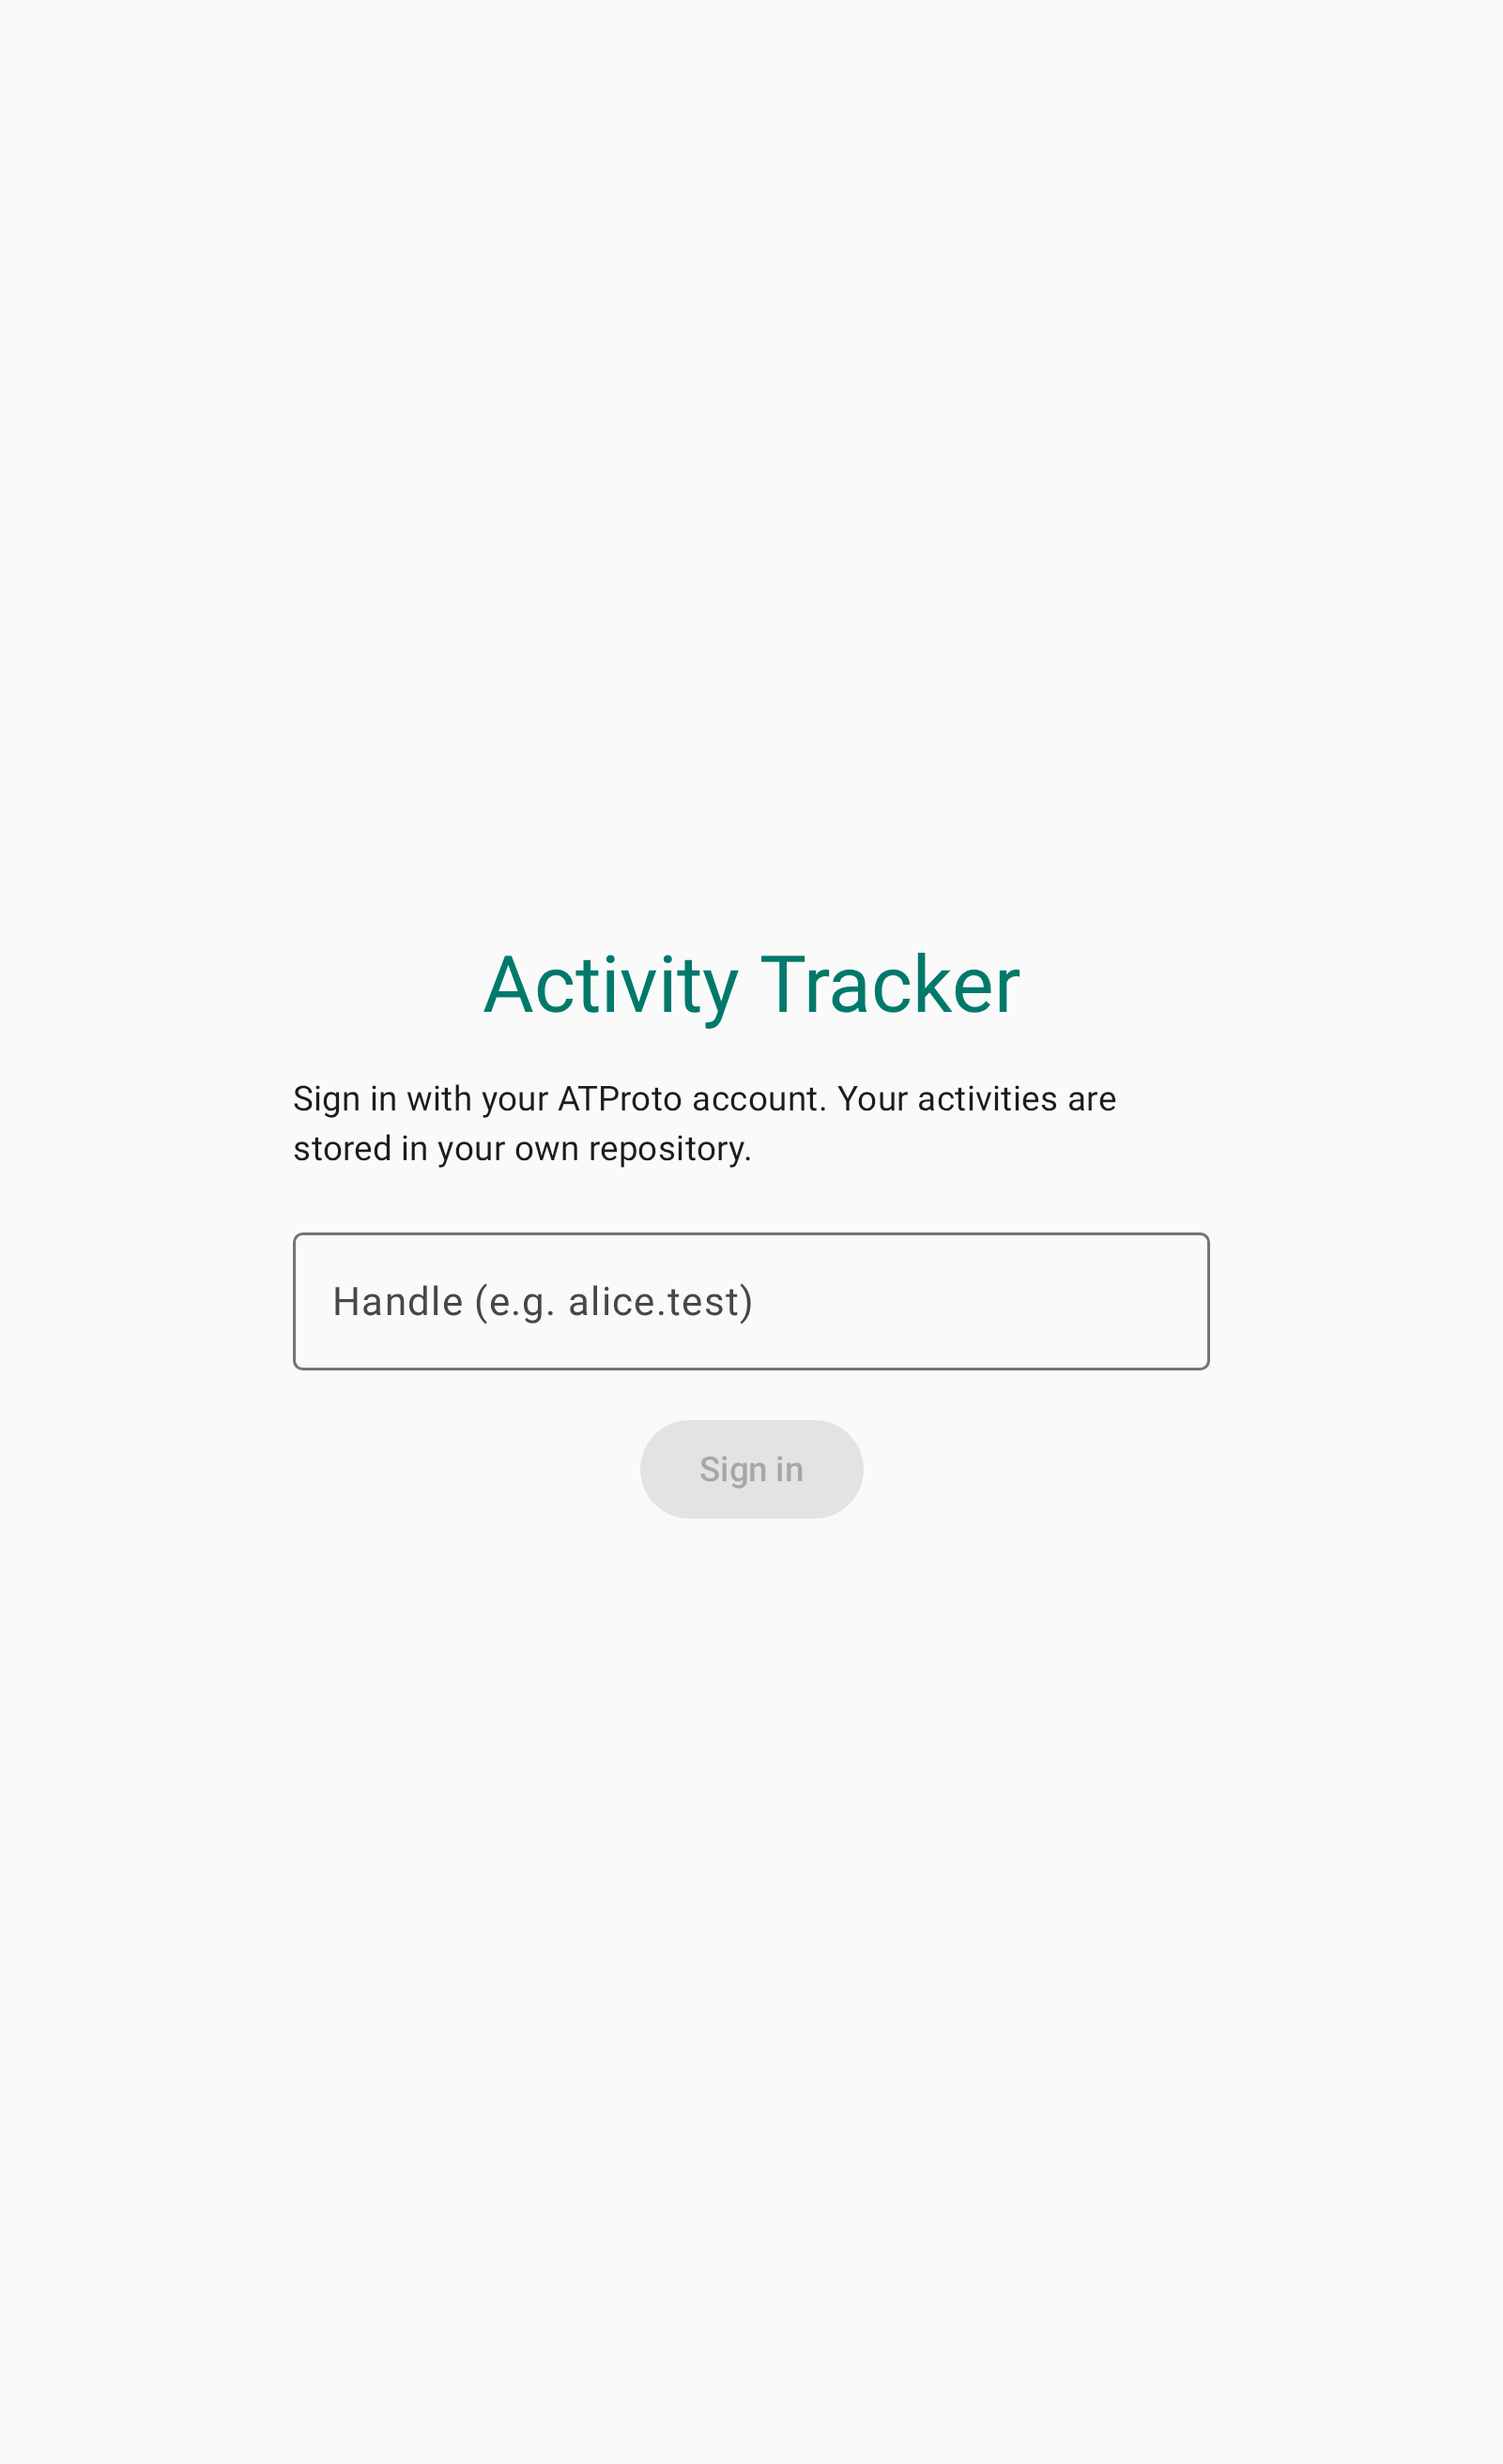 Activity Tracker
Sign in with your ATProto account. Your activities are
stored in your own repository.
Handle (e.g. alice.test)
Sign in